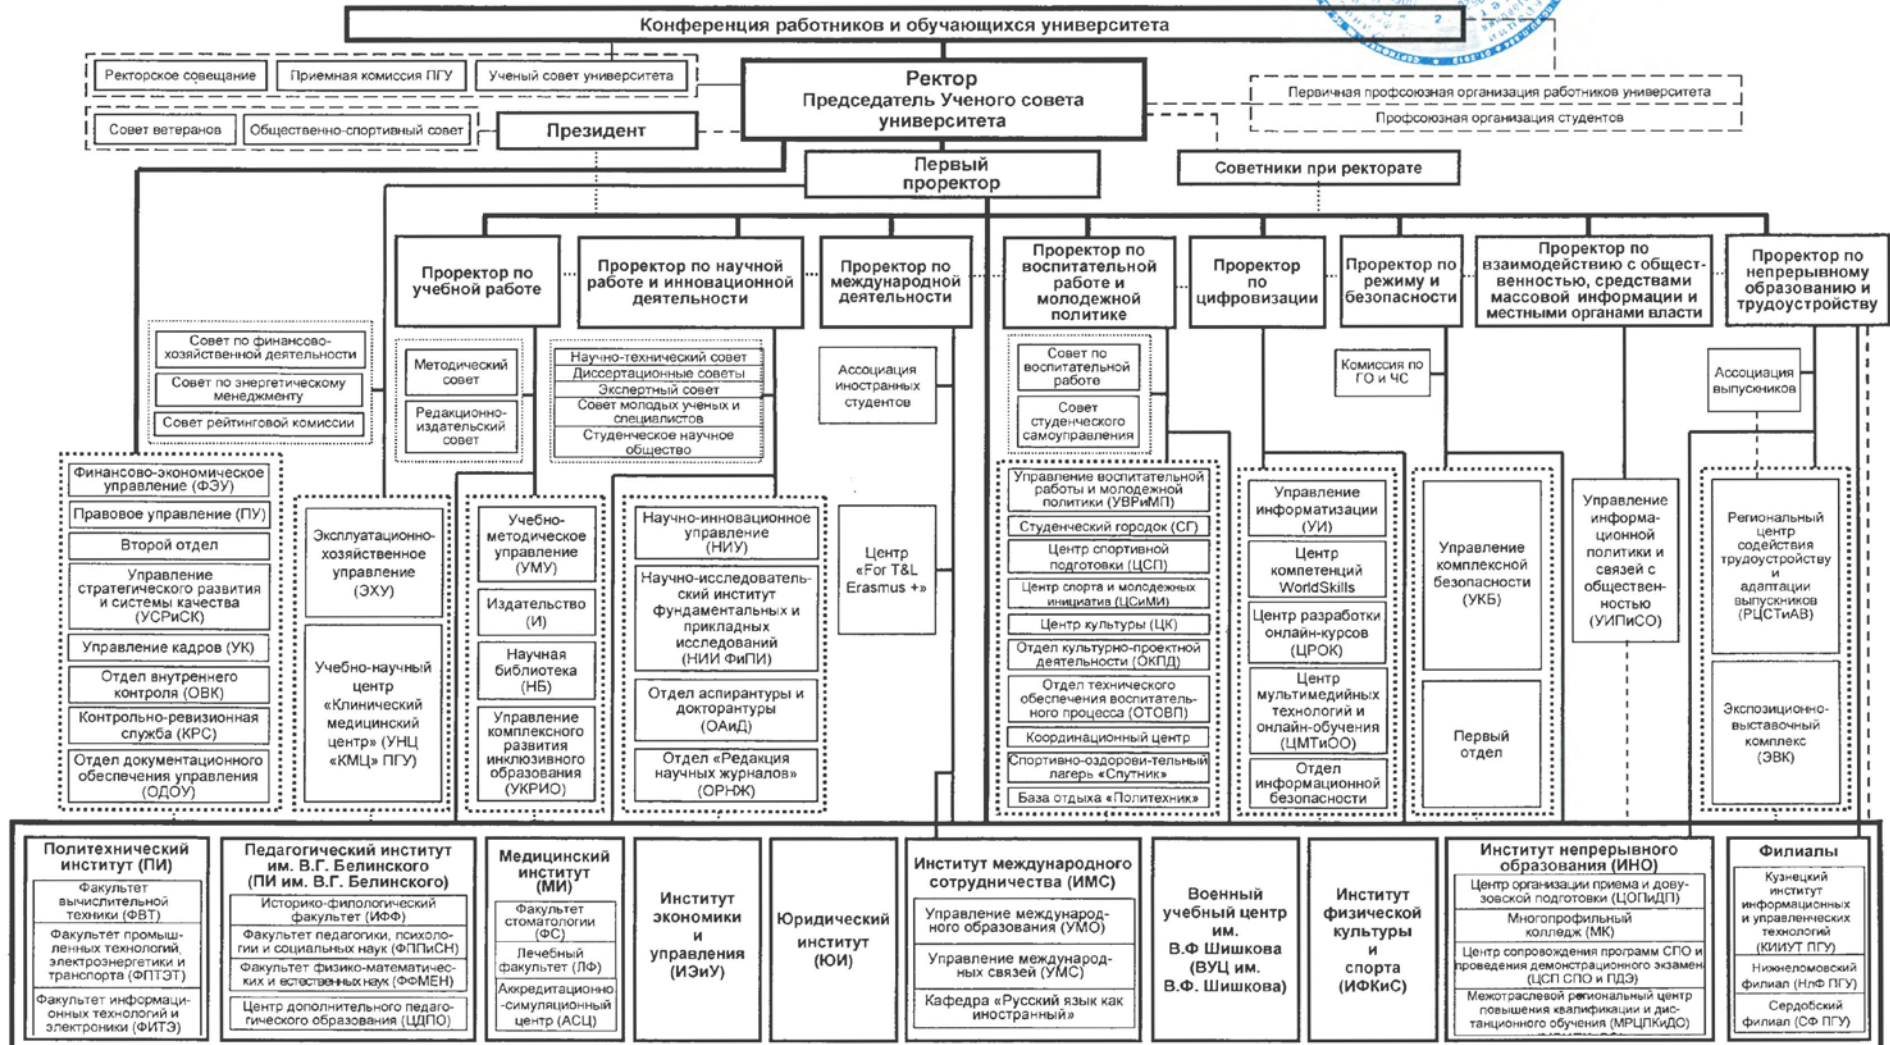 Конференция работников и обучающихся университета
2
Ректорское совещание
Приемная комиссия ПГУ
Ученый совет университета
Ректор
Председатель Ученого совета
университета
Первичная профсоюзная организация работников университета
Профсоюзная организация студентов
Совет ветеранов
Общественно-спортивный совет
Президент
Первый
проректор
Советники при ректорате
Проректор по
учебной работе
Проректор по научной
работе и инновационной
деятельности
Проректор по
международной
деятельности
Проректор по
воспитательной
работе и
молодежной
политике
Проректор
по
цифровизации
Проректор по
режиму и
безопасности
Проректор по
взаимодействию с общест-
венностью, средствами
массовой информации и
местными органами власти
Проректор по
непрерывному
образованию и
трудоустройству
Совет по финансово-
хозяйственной деятельности
Совет по энергетическому
менеджменту
Совет рейтинговой комиссии
Методический
совет
Редакционно-
издательский
совет
Научно-технический совет
Диссертационные советы
Экспертный совет
Совет молодых ученых и
специалистов
Студенческое научное
общество
Ассоциация
иностранных
студентов
Совет по
воспитательной
работе
Совет
студенческого
самоуправления
Комиссия по
ГО и ЧС
Ассоциация
выпускников
Финансово-экономическое
управление (ФЭУ)
Правовое управление (ПУ)
Второй отдел
Управление
стратегического развития
и системы качества
(УСРиСК)
Управление кадров (УК)
Отдел внутреннего
контроля (ОВК)
Контрольно-ревизионная
служба (КРС)
Отдел документационного
обеспечения управления
(ОДОУ)
Эксплуатационно-
хозяйственное
управление
(ЭХУ)
Учебно-научный
центр
«Клинический
медицинский
центр» (УНЦ
«КМЦ» ПГУ)
Учебно-
методическое
управление
(УМУ)
Издательство
(И)
Научная
библиотека
(НБ)
Управление
комплексного
развития
инклюзивного
образования
(УКРИО)
Научно-инновационное
управление
(НИУ)
Научно-исследователь-
ский институт
фундаментальных и
прикладных
исследований
(НИИ ФиПИ)
Отдел аспирантуры и
докторантуры
(ОАиД)
Отдел «Редакция
научных журналов»
(ОРНЖ)
Центр
«For T&L
Erasmus +»
Управление воспитательной
работы и молодежной
политики (УВРиМП)
Студенческий городок (СГ)
Центр спортивной
подготовки (ЦСП)
Центр спорта и молодежных
инициатив (ЦСиМИ)
Центр культуры (ЦК)
Отдел культурно-проектной
деятельности (ОКПД)
Отдел технического
обеспечения воспитатель-
ного процесса (ОТОВП)
Координационный центр
Спортивно-оздорови-тельный
лагерь «Спутник»
База отдыха «Политехник»
Управление
информатизации
(УИ)
Центр
компетенций
WorldSkills
Центр разработки
онлайн-курсов
(ЦРОК)
Центр
мультимедийных
технологий и
онлайн-обучения
(ЦМТиОО)
Отдел
информационной
безопасности
Управление
комплексной
безопасности
(УКБ)
Первый
отдел
Управление
информа-
ционной
политики и
связей с
обществен-
ностью
(УИПиСО)
Региональный
центр
содействия
трудоустройству
и
адаптации
выпускников
(РЦСТиАВ)
Экспозиционно-
выставочный
комплекс
(ЭВК)
Политехнический
институт (ПИ)
Факультет
вычислительной
техники (ФВТ)
Факультет промыш-
ленных технологий,
электроэнергетики и
транспорта (ФПТЭТ)
Факультет информаци-
онных технологий и
электроники (ФИТЭ)
Педагогический институт
им. В.Г. Белинского
(ПИ им. В.Г. Белинского)
Историко-филологический
факультет (ИФФ)
Факультет педагогики, психоло-
гии и социальных наук (ФППиСН)
Факультет физико-математичес-
ких и естественных наук (ФФМЕН)
Центр дополнительного педаго-
гического образования (ЦДПО)
Медицинский
институт
(МИ)
Факультет
стоматологии
(ФС)
Лечебный
факультет (ЛФ)
Аккредитационно
-симуляционный
центр (АСЦ)
Институт
экономики
и
управления
(ИЭиУ)
Юридический
институт
(ЮИ)
Институт международного
сотрудничества (ИМС)
Управление международ-
ного образования (УМО)
Управление международ-
ных связей (УМС)
Кафедра «Русский язык как
иностранный»
Военный
учебный центр
им.
В.Ф Шишкова
(ВУЦ им.
В.Ф. Шишкова)
Институт
физической
культуры
и
спорта
(ИФКиС)
Институт непрерывного
образования (ИНО)
Центр организации приема и дову-
зовской подготовки (ЦОПиДП)
Многопрофильный
колледж (МК)
Центр сопровождения программ СПО и
проведения демонстрационного экзамен
(ЦСП СПО и ПДЭ)
Межотраслевой региональный центр
повышения квалификации и дис-
танционного обучения (МРЦПКиДО)
Филиалы
Кузнецкий
институт
информационных
и управленческих
технологий
(КИИУТ ПГУ)
Нижнеломовский
филиал (НлФ ПГУ)
Сердобский
филиал (СФ ПГУ)